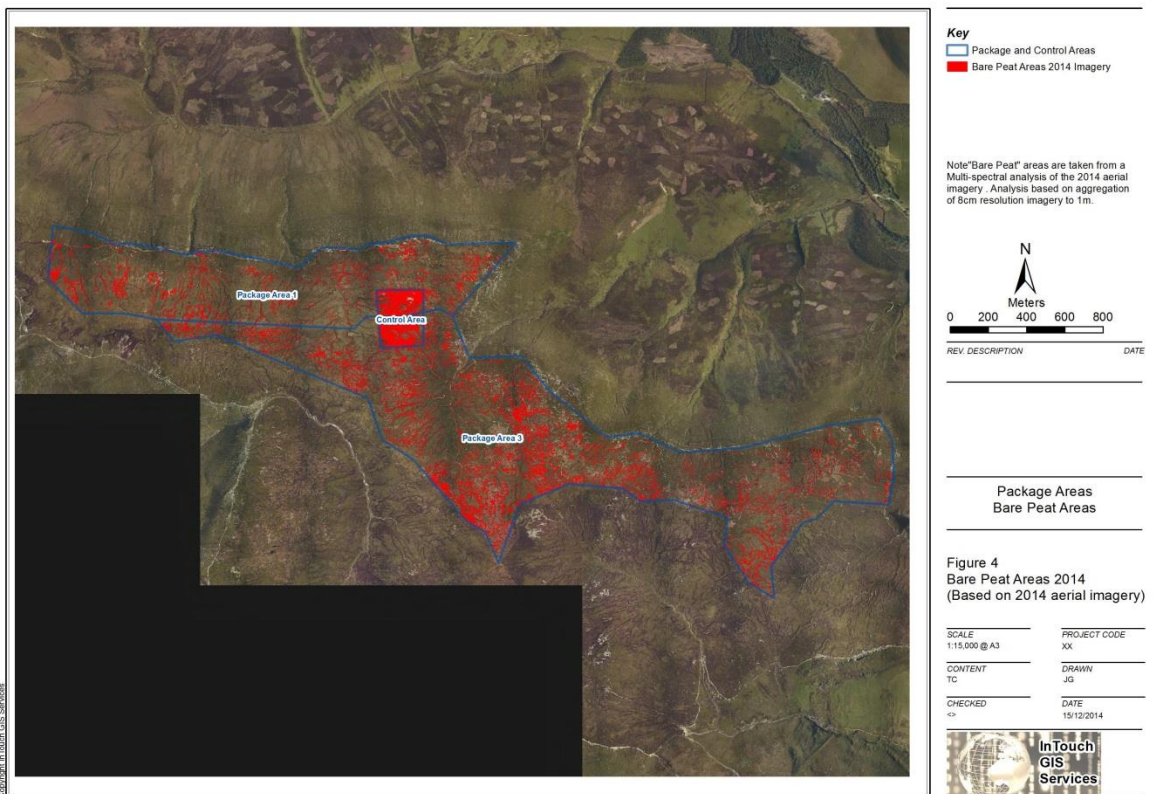 Package Area 1
Control Area
Package Area 3
Copyright InTouch GIS Services
Key
Package and Control Areas
Bare Peat Areas 2014 Imagery
Note"Bare Peat" areas are taken from a
Multi-spectral analysis of the 2014 aerial
imagery . Analysis based on aggregation
of 8cm resolution imagery to 1m.
N
Meters
0 200 400 600 800
REV. DESCRIPTION DATE
Package Areas
Bare Peat Areas
Figure 4
Bare Peat Areas 2014
(Based on 2014 aerial imagery)
SCALE PROJECT CODE
1:15,000 @ A3 XX
CONTENT DRAWN
TC JG
CHECKED DATE
<> 15/12/2014
InTouch
GIS
Services